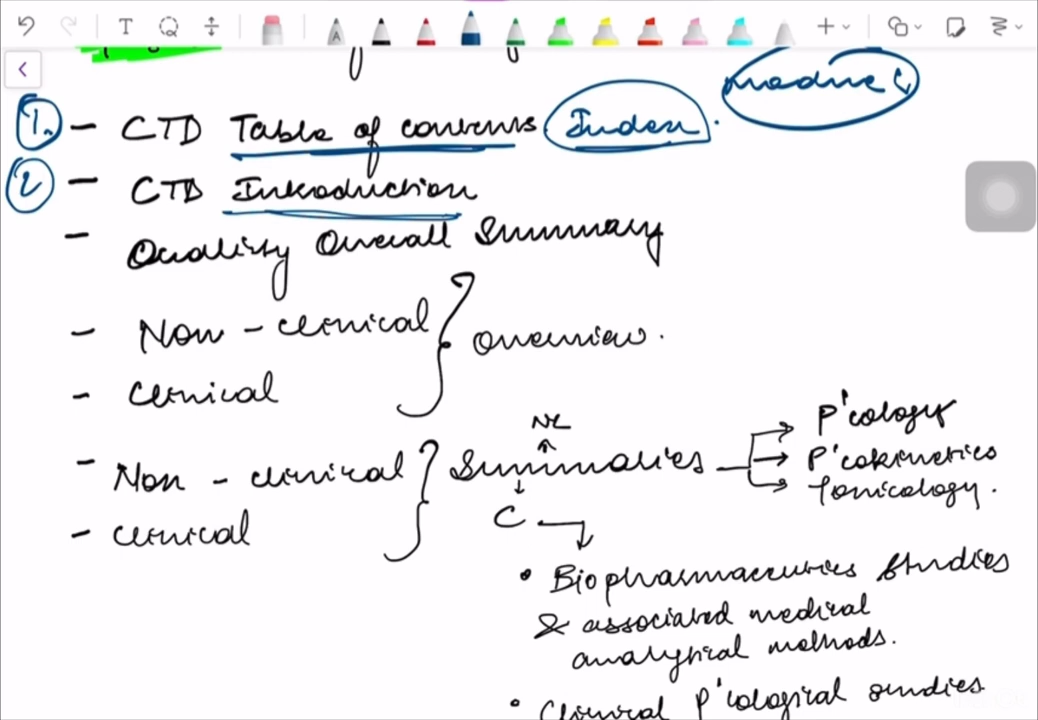 Module (
1. - CTD Table of contents (Index).
2 - CTD Introduction
- Quality Overall Summary
- Non - clinical
- clinical
} overview.
- Non - clinical
- clinical
} Summaries
NC
C
P'cology
P'cokinetics
Toxicology.
• Biopharmaceutics studies
& associated medical
analytical methods.
• Clinical P'cological studies